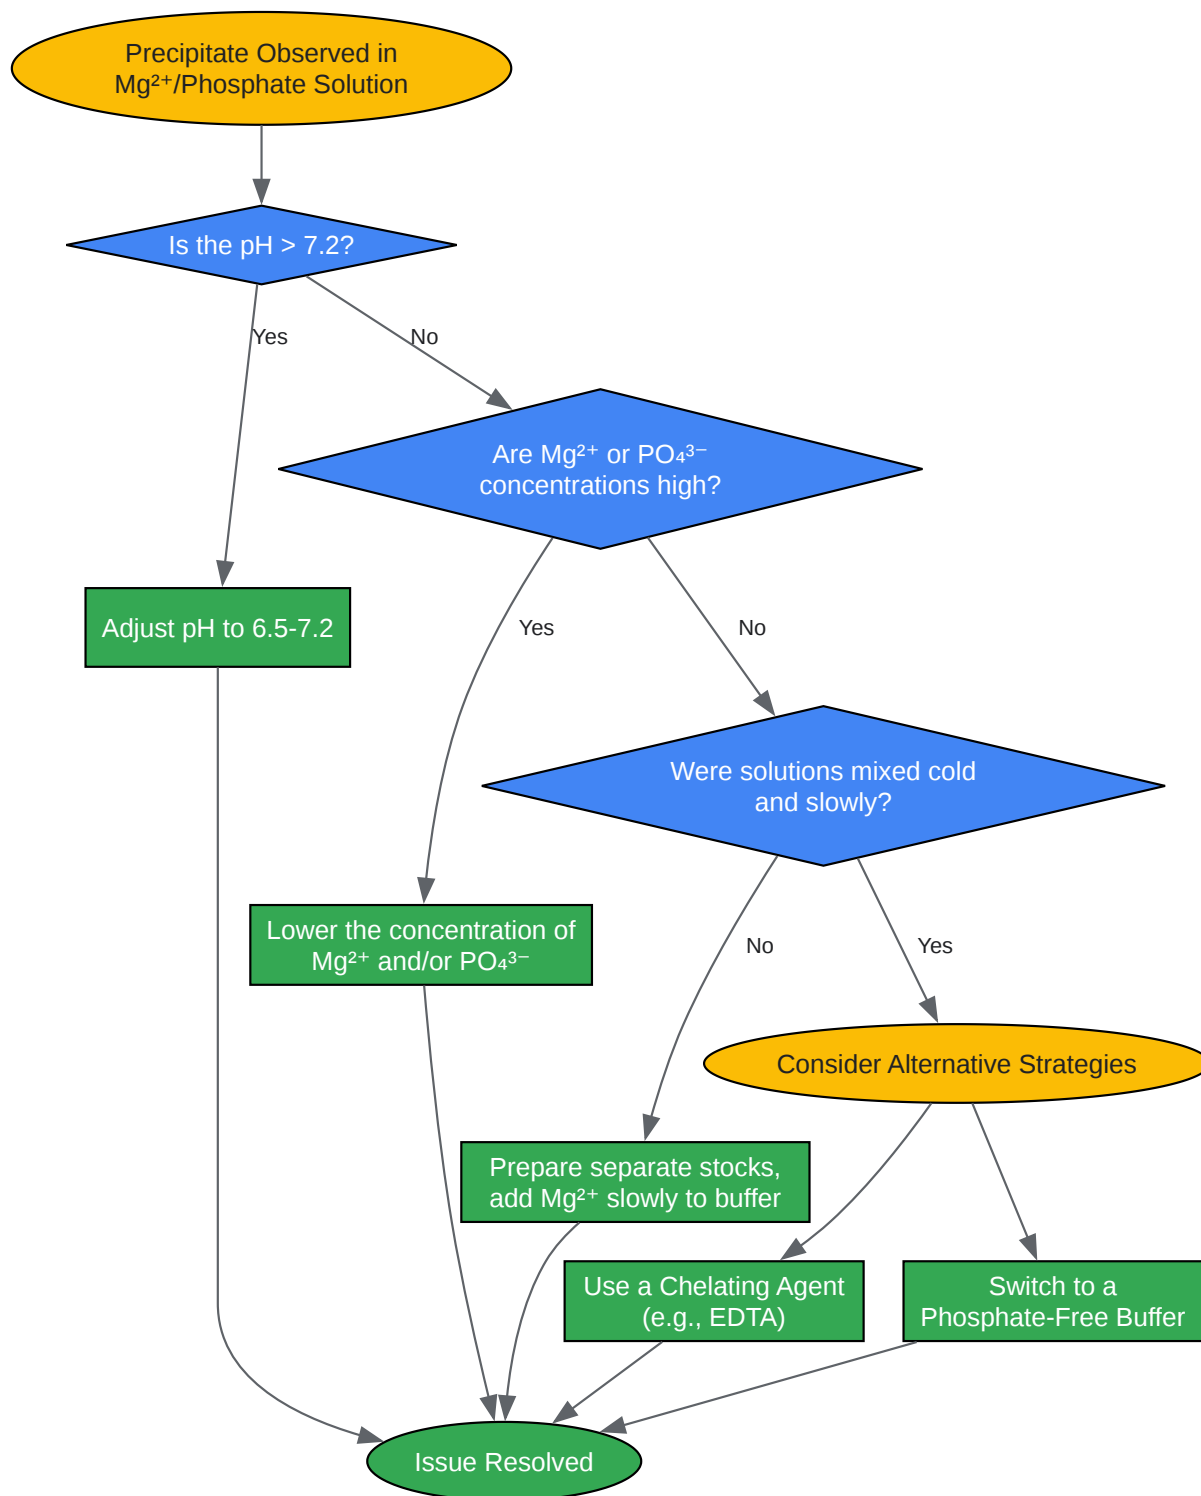 Precipitate Observed in
Mg²⁺/Phosphate Solution
Is the pH > 7.2?
Yes
No
Are Mg²⁺ or PO₄³⁻
concentrations high?
Adjust pH to 6.5-7.2
Yes
No
Were solutions mixed cold
and slowly?
Lower the concentration of
Mg²⁺ and/or PO₄³⁻
No
Yes
Consider Alternative Strategies
Prepare separate stocks,
add Mg²⁺ slowly to buffer
Use a Chelating Agent
(e.g., EDTA)
Switch to a
Phosphate-Free Buffer
Issue Resolved